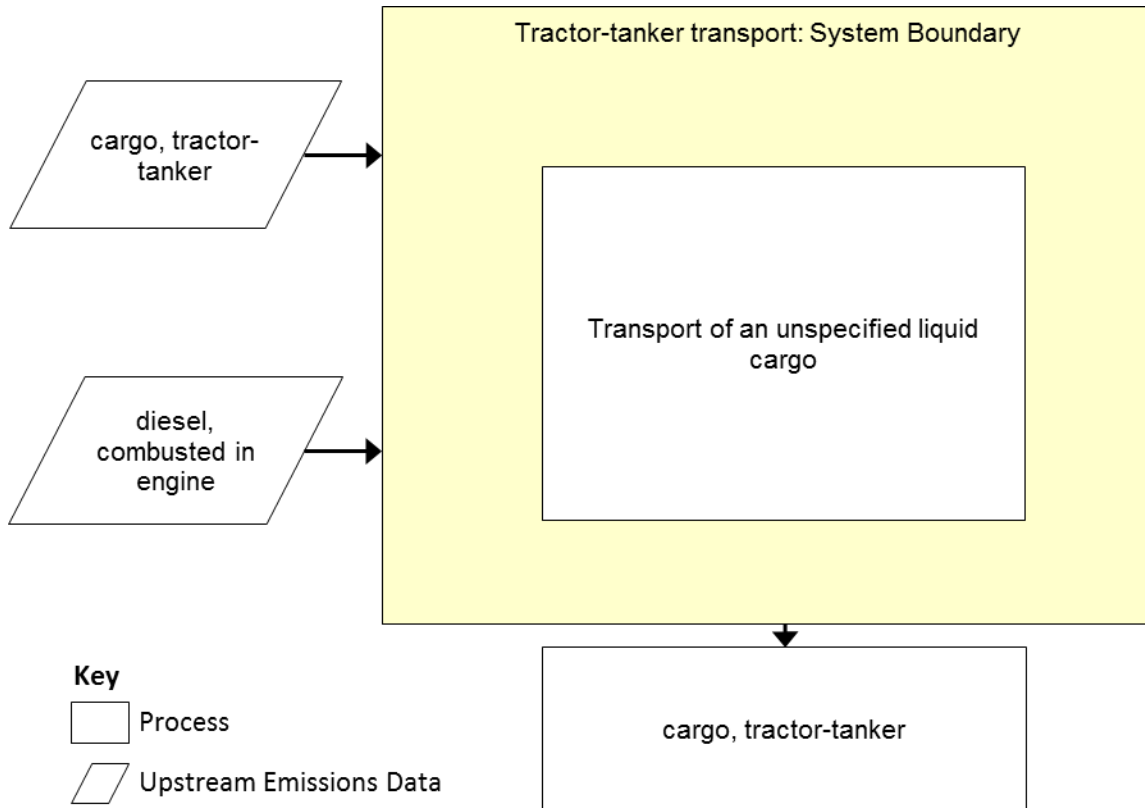 Tractor-tanker transport: System Boundary
cargo, tractor-
tanker
Transport of an unspecified liquid
cargo
diesel,
combusted in
engine
Key
Process
Upstream Emissions Data
cargo, tractor-tanker